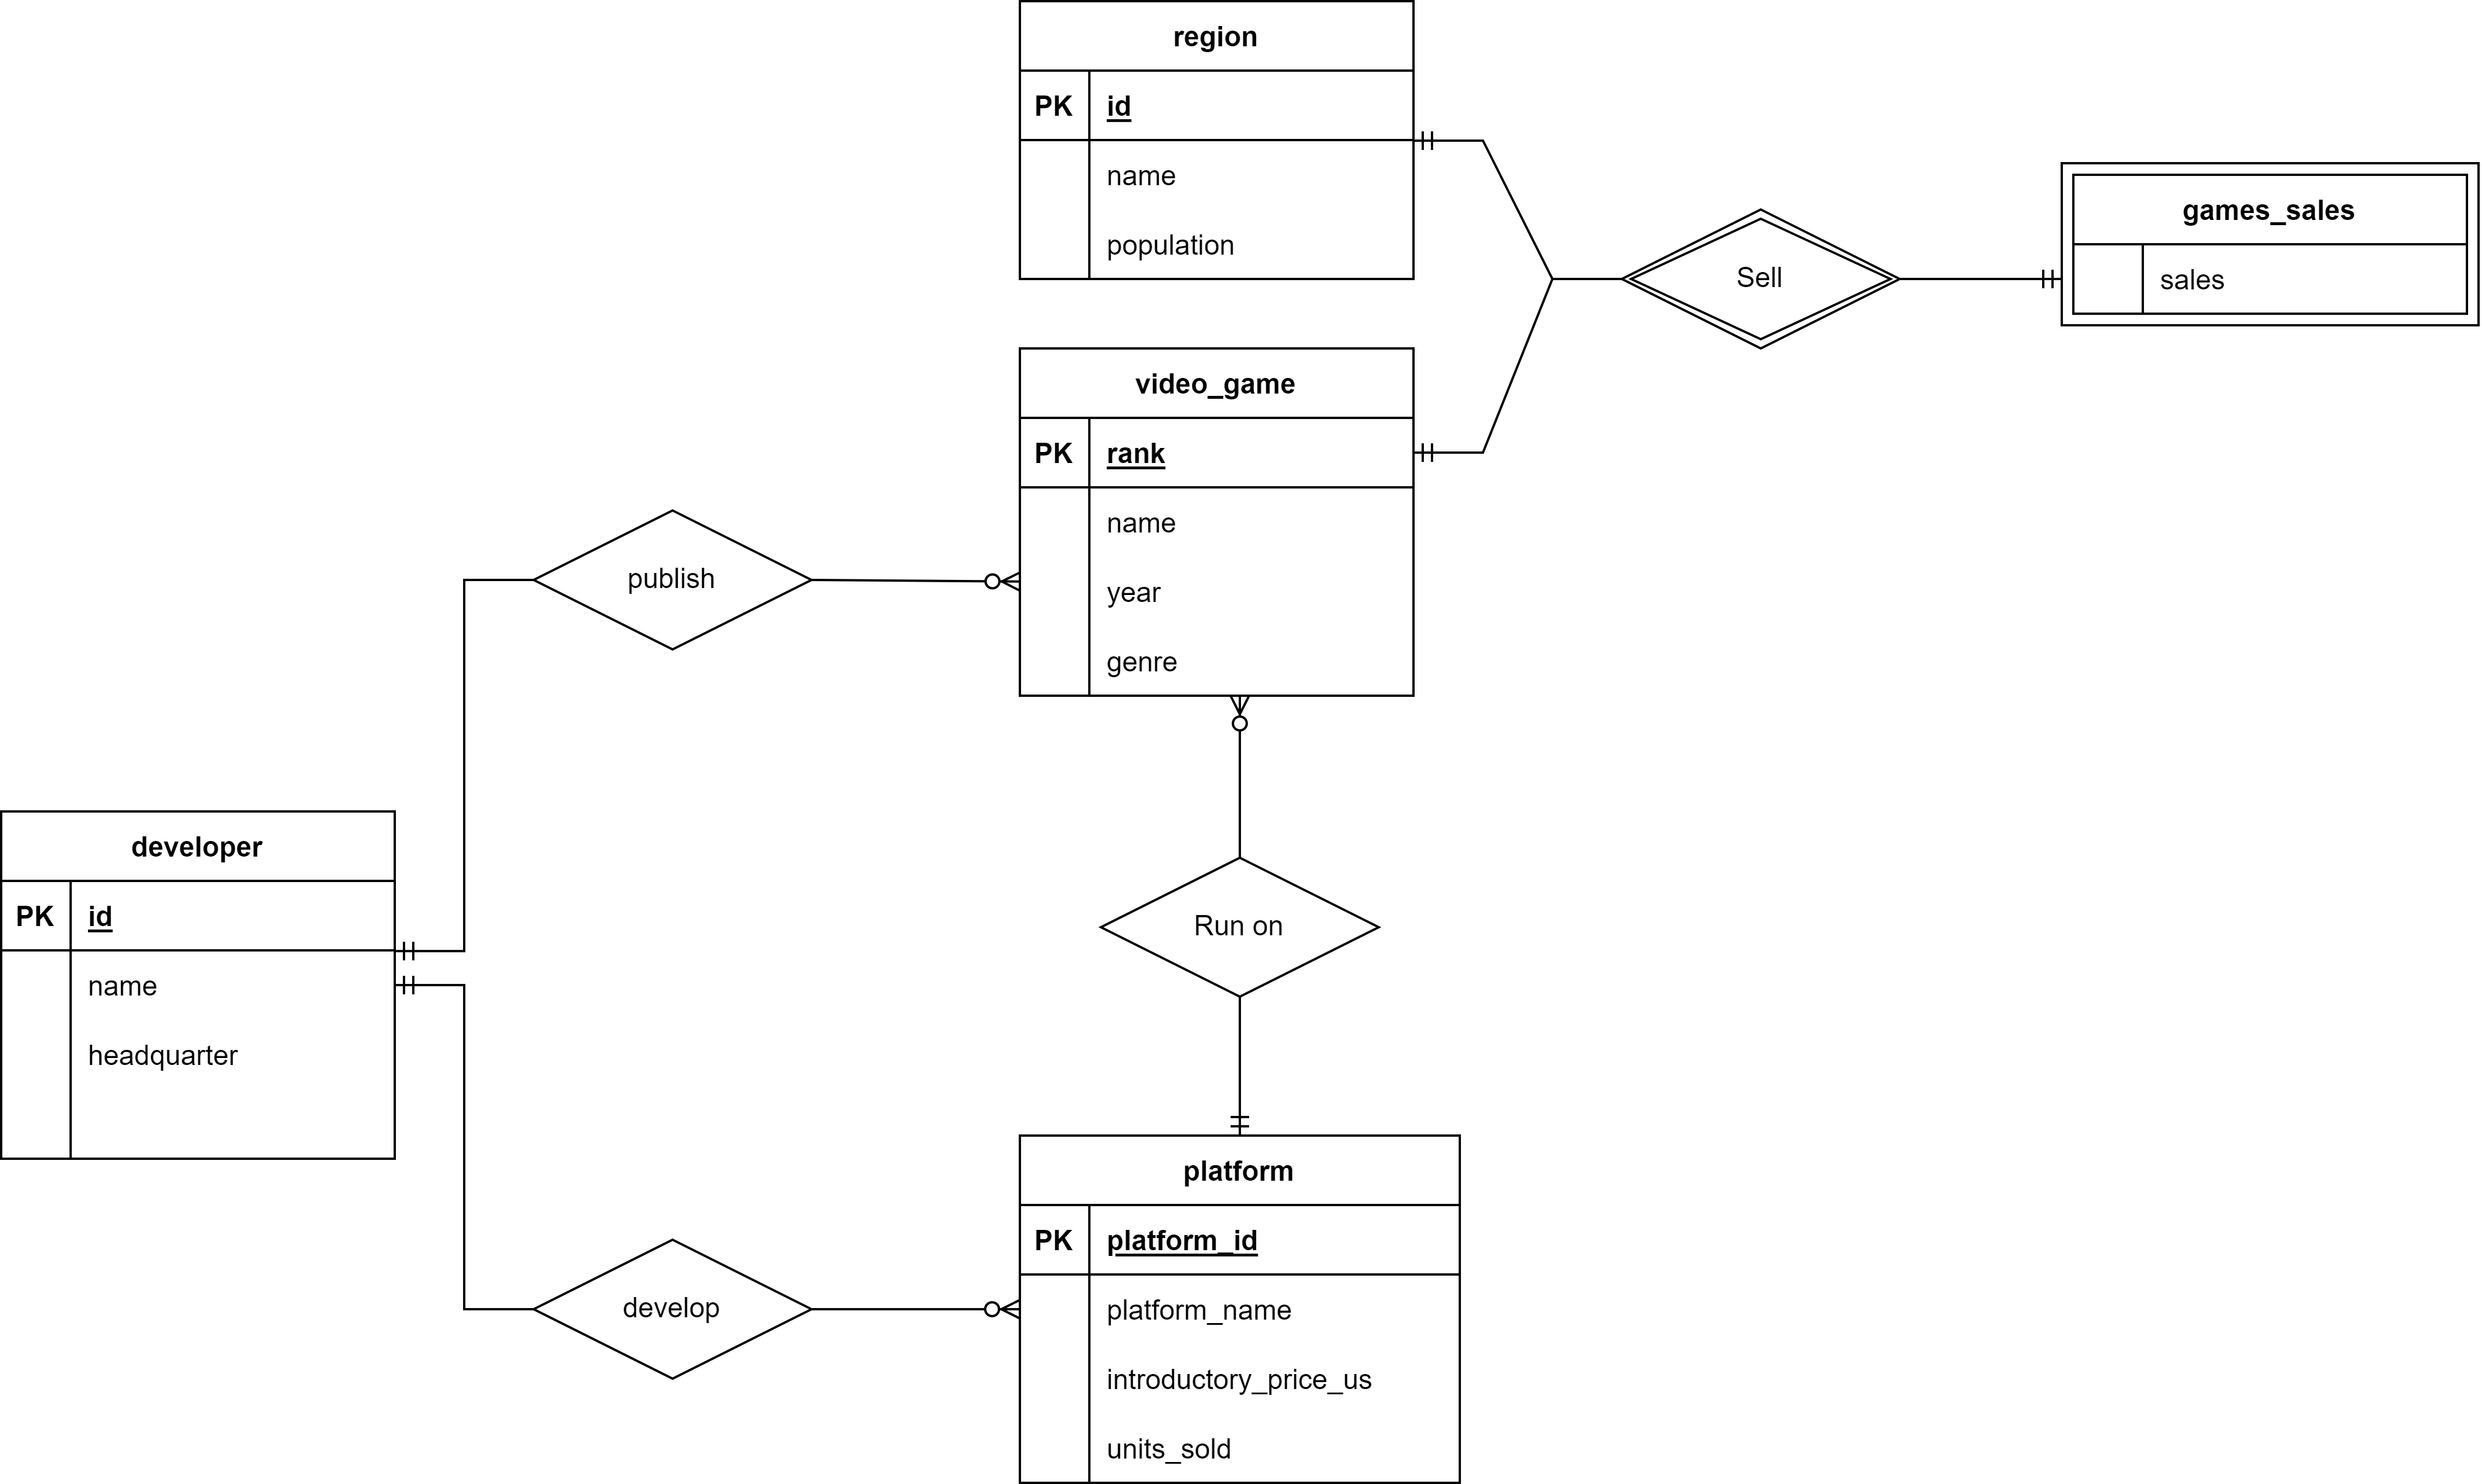 region
PK id
name
population
Sell
games_sales
sales
video_game
PK rank
name
year
genre
publish
developer
PK id
name
headquarter
Run on
develop
platform
PK platform_id
platform_name
introductory_price_us
units_sold